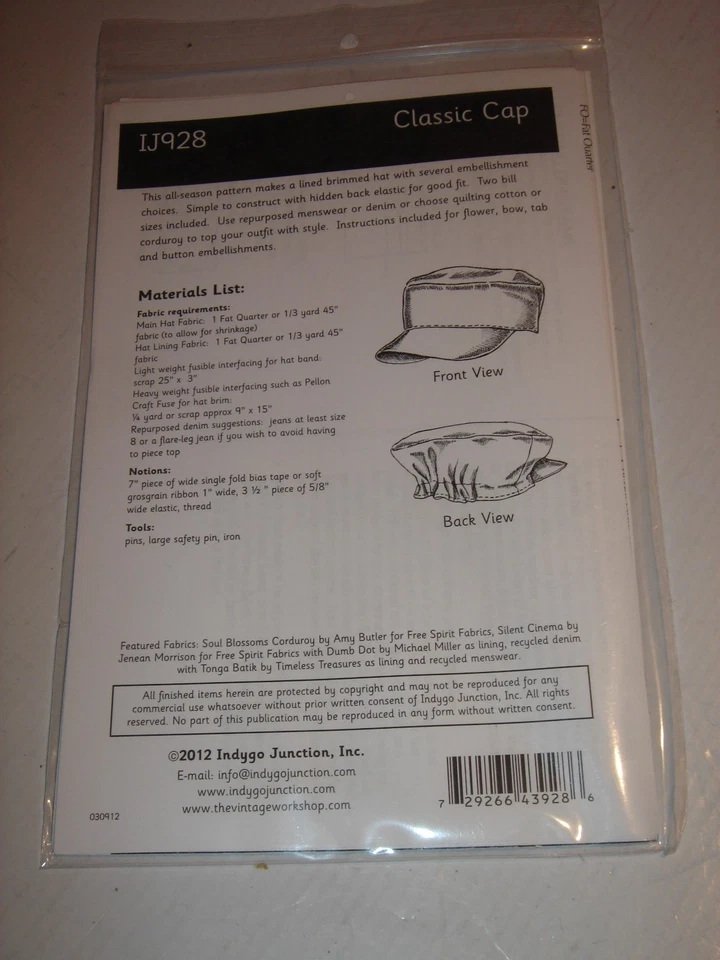 IJ928
Classic Cap
FQ=Fat Quarter
This all-season pattern makes a lined brimmed hat with several embellishment
choices. Simple to construct with hidden back elastic for good fit. Two bill
sizes included. Use repurposed menswear or denim or choose quilting cotton or
corduroy to top your outfit with style. Instructions included for flower, bow, tab
and button embellishments.
Materials List:
Fabric requirements:
Main Hat Fabric: 1 Fat Quarter or 1/3 yard 45"
fabric (to allow for shrinkage)
Hat Lining Fabric: 1 Fat Quarter or 1/3 yard 45"
fabric
Light weight fusible interfacing for hat band:
scrap 25" x 3"
Heavy weight fusible interfacing such as Pellon
Craft Fuse for hat brim:
¼ yard or scrap approx 9" x 15"
Repurposed denim suggestions: jeans at least size
8 or a flare-leg jean if you wish to avoid having
to piece top
Notions:
7" piece of wide single fold bias tape or soft
grosgrain ribbon 1" wide, 3 ½ " piece of 5/8"
wide elastic, thread
Tools:
pins, large safety pin, iron
Front View
Back View
Featured Fabrics: Soul Blossoms Corduroy by Amy Butler for Free Spirit Fabrics, Silent Cinema by
Jenean Morrison for Free Spirit Fabrics with Dumb Dot by Michael Miller as lining, recycled denim
with Tonga Batik by Timeless Treasures as lining and recycled menswear.
All finished items herein are protected by copyright and may not be reproduced for any
commercial use whatsoever without prior written consent of Indygo Junction, Inc. All rights
reserved. No part of this publication may be reproduced in any form without written consent.
©2012 Indygo Junction, Inc.
E-mail: info@indygojunction.com
www.indygojunction.com
www.thevintageworkshop.com
030912
7 29266 43928 6